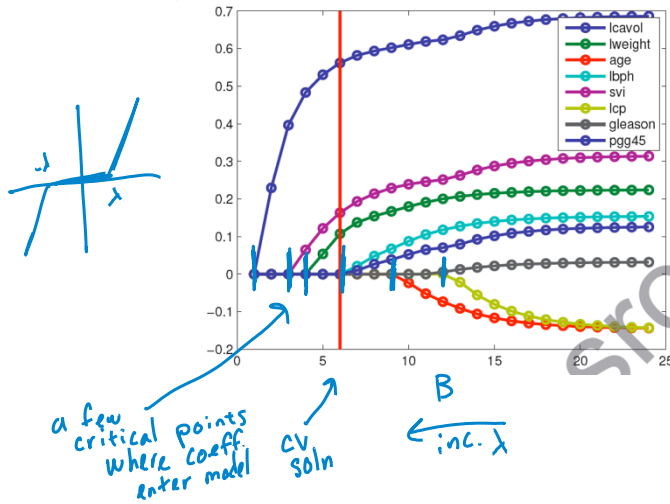 0.7
0.6
0.5
0.4
0.3
0.2
0.1
0
-0.1
-0.2
0
5
10
15
20
25
lcavol
lweight
age
lbph
svi
lcp
gleason
pgg45
-λ
λ
a few
critical points
where coeff.
enter model
CV
soln
B
inc. λ